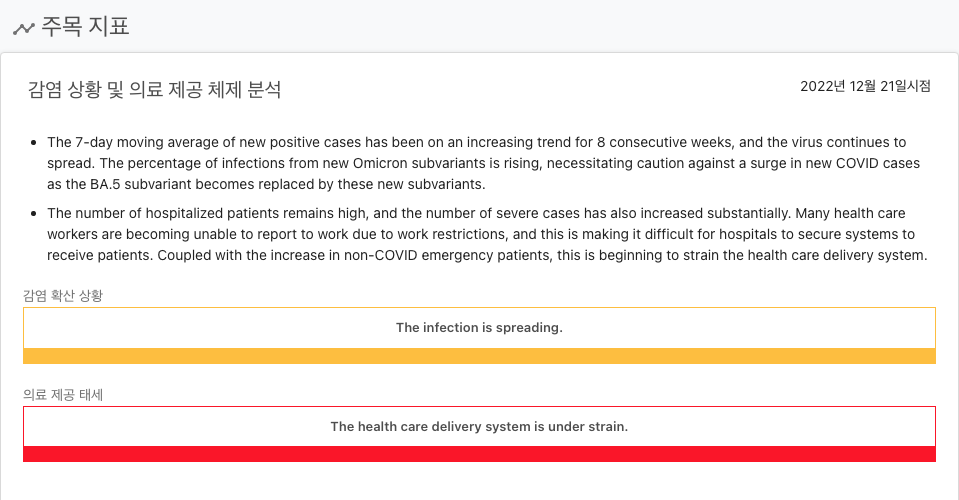 주목 지표
감염 상황 및 의료 제공 체제 분석
2022년 12월 21일시점
The 7-day moving average of new positive cases has been on an increasing trend for 8 consecutive weeks, and the virus continues to
spread. The percentage of infections from new Omicron subvariants is rising, necessitating caution against a surge in new COVID cases
as the BA.5 subvariant becomes replaced by these new subvariants.
The number of hospitalized patients remains high, and the number of severe cases has also increased substantially. Many health care
workers are becoming unable to report to work due to work restrictions, and this is making it difficult for hospitals to secure systems to
receive patients. Coupled with the increase in non-COVID emergency patients, this is beginning to strain the health care delivery system.
감염 확산 상황
The infection is spreading.
의료 제공 태세
The health care delivery system is under strain.